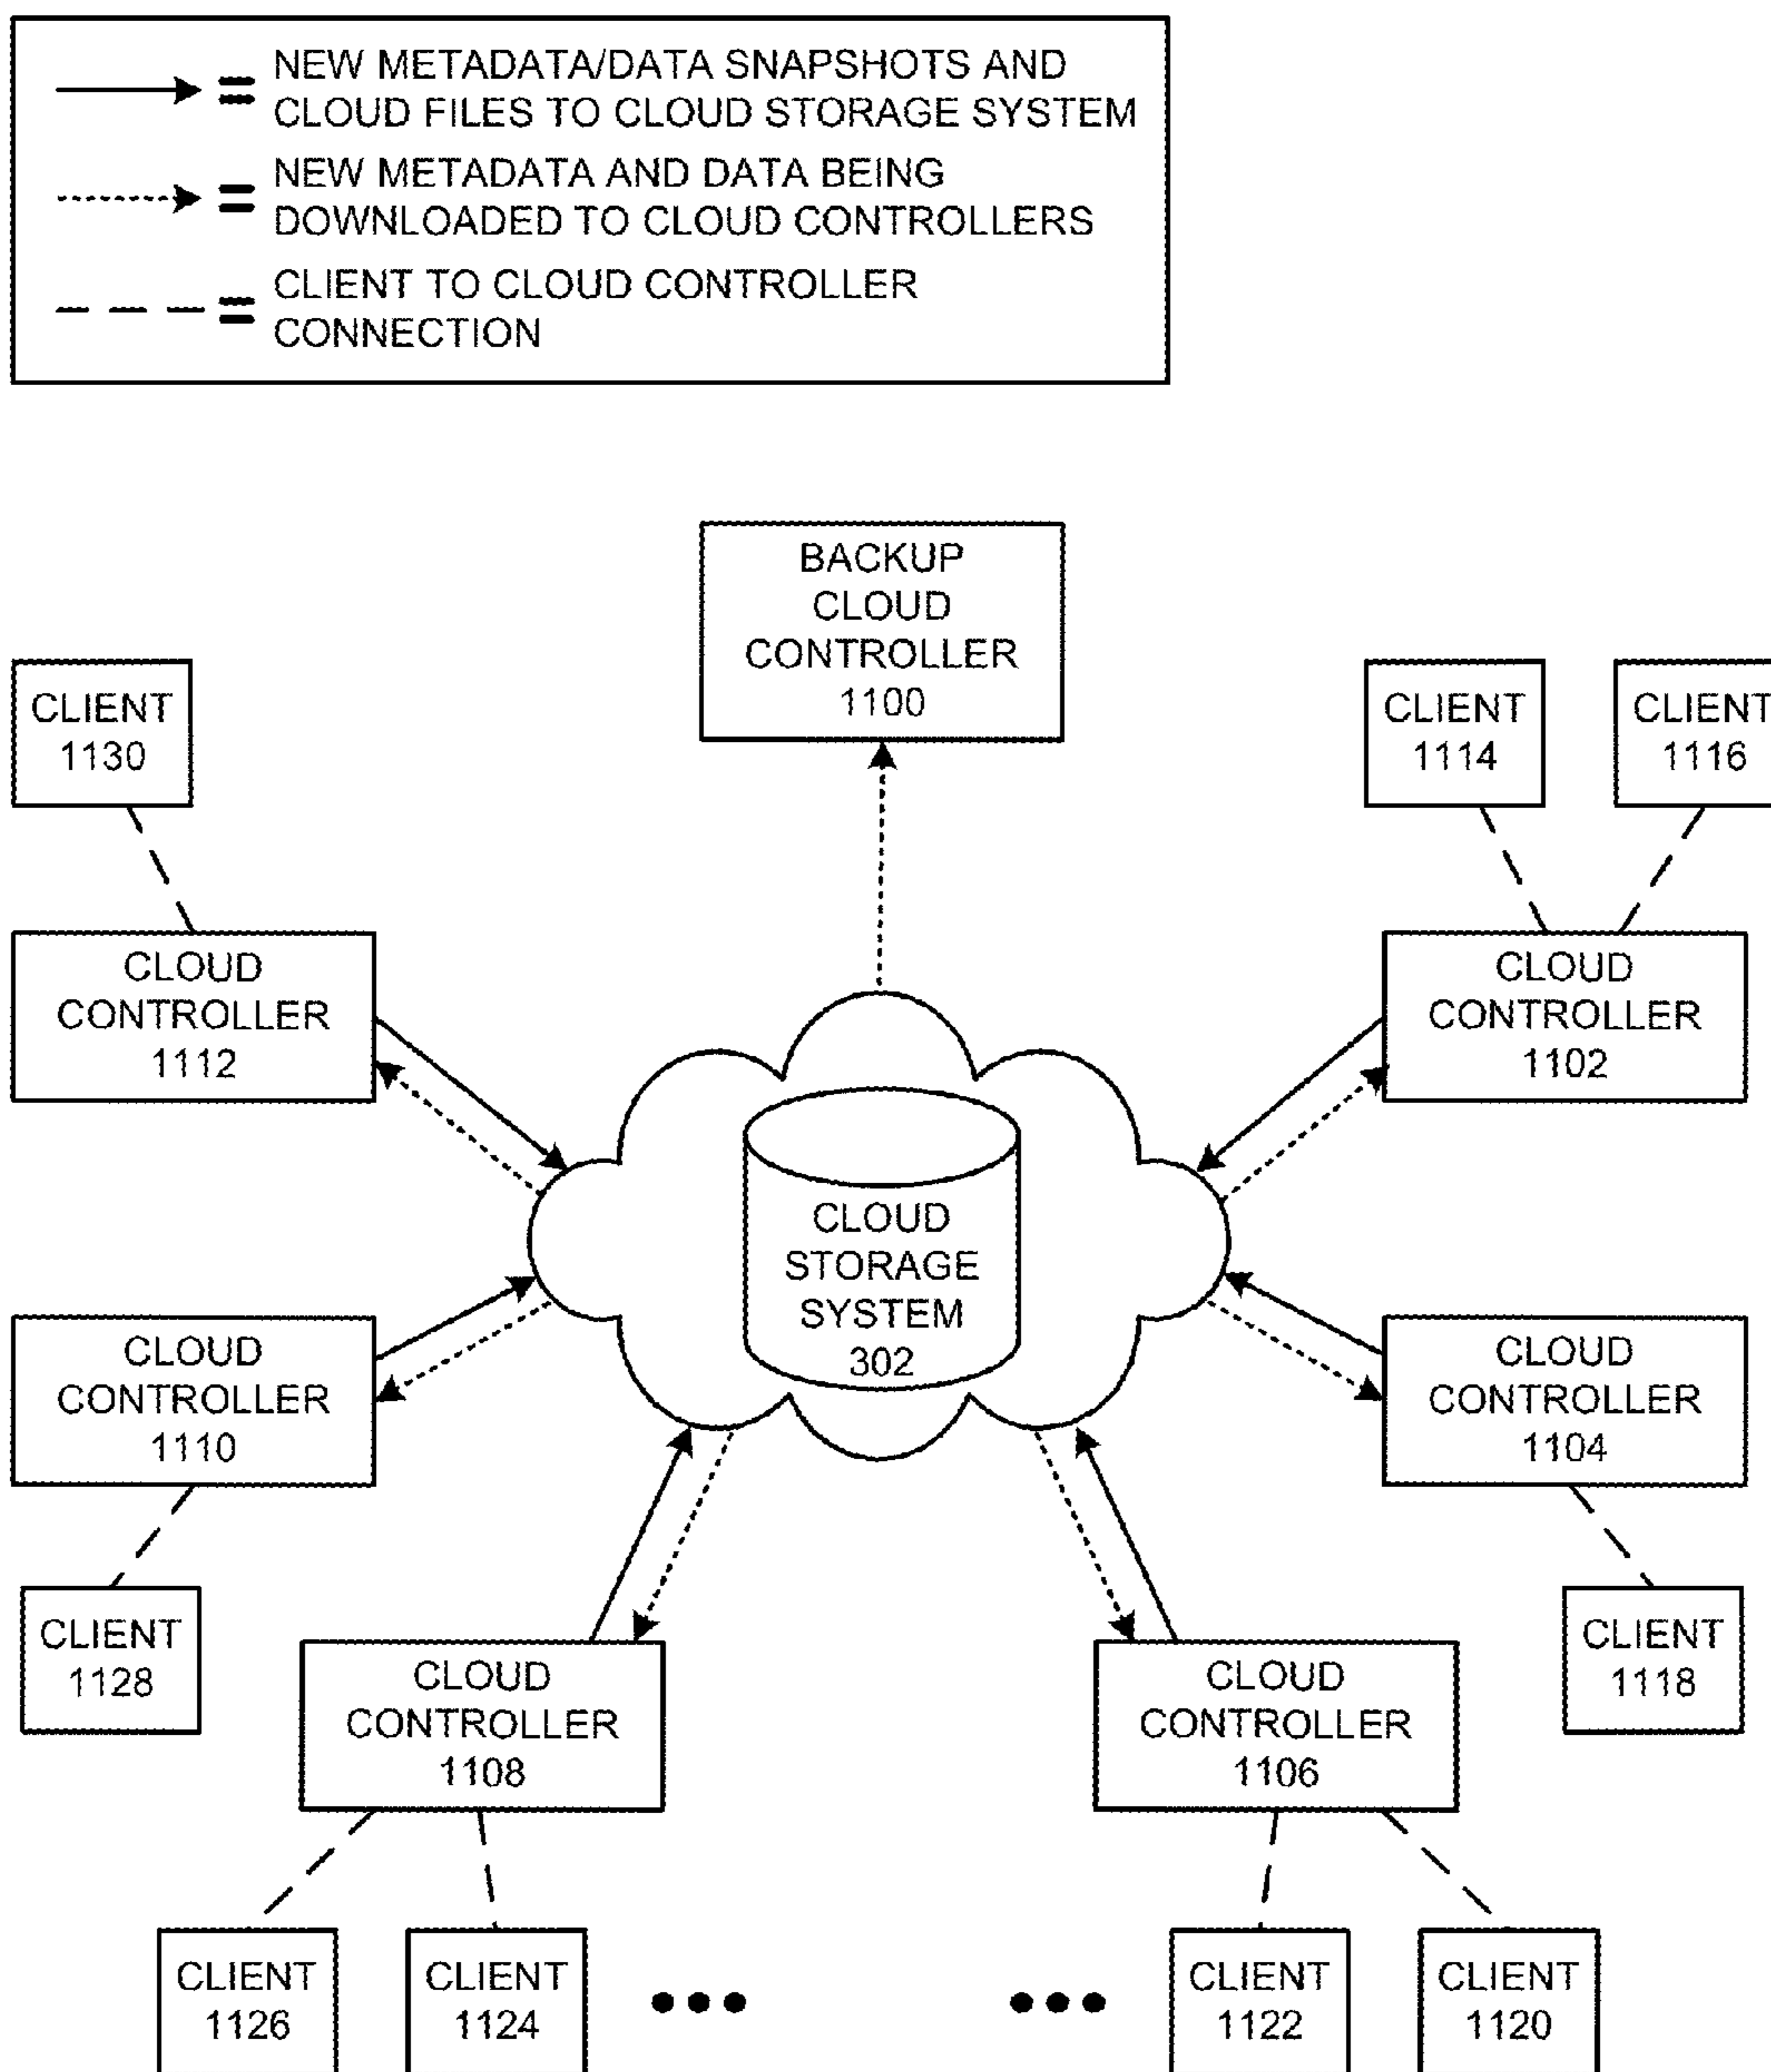 = NEW METADATA/DATA SNAPSHOTS AND
CLOUD FILES TO CLOUD STORAGE SYSTEM
= NEW METADATA AND DATA BEING
DOWNLOADED TO CLOUD CONTROLLERS
= CLIENT TO CLOUD CONTROLLER
CONNECTION
BACKUP
CLOUD
CONTROLLER
1100
CLIENT
1130
CLIENT
1114
CLIENT
1116
CLOUD
CONTROLLER
1112
CLOUD
CONTROLLER
1102
CLOUD
STORAGE
SYSTEM
302
CLOUD
CONTROLLER
1110
CLOUD
CONTROLLER
1104
CLIENT
1128
CLIENT
1118
CLOUD
CONTROLLER
1108
CLOUD
CONTROLLER
1106
CLIENT
1126
CLIENT
1124
CLIENT
1122
CLIENT
1120